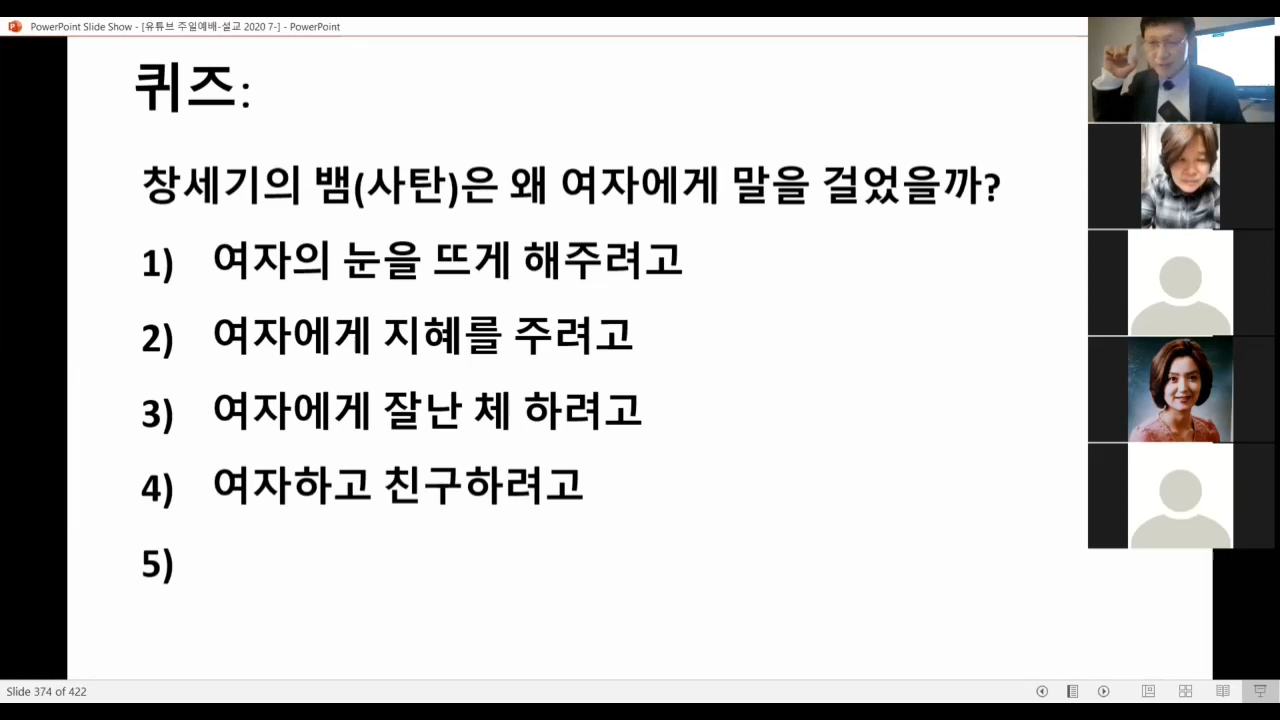 PowerPoint Slide Show - [유튜브 주일예배-설교 2020 7-] - PowerPoint
퀴즈:
창세기의 뱀(사탄)은 왜 여자에게 말을 걸었을까?
1) 여자의 눈을 뜨게 해주려고
2) 여자에게 지혜를 주려고
3) 여자에게 잘난 체 하려고
4) 여자하고 친구하려고
5)
Slide 374 of 422